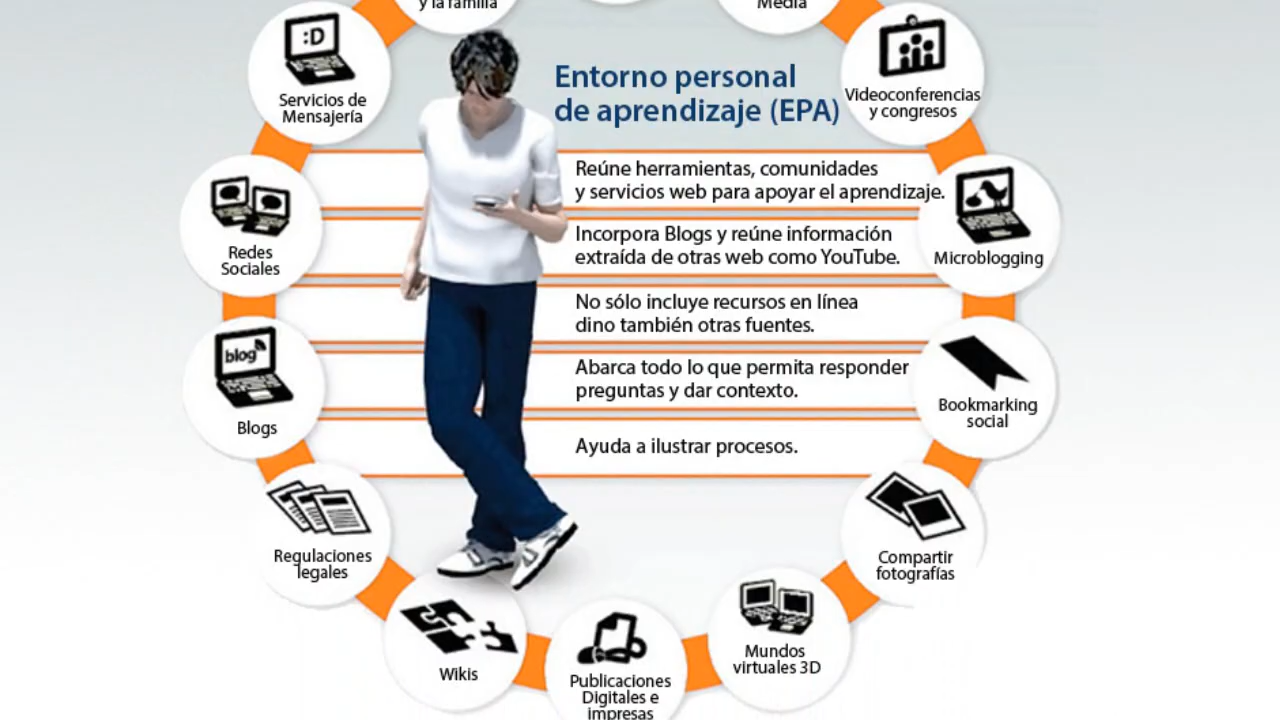 y la familia
Media
:D
Servicios de
Mensajería
Entorno personal
de aprendizaje (EPA)
Videoconferencias
y congresos
Reúne herramientas, comunidades
y servicios web para apoyar el aprendizaje.
Redes
Sociales
Incorpora Blogs y reúne información
extraída de otras web como YouTube.
Microblogging
No sólo incluye recursos en línea
dino también otras fuentes.
blog
Blogs
Abarca todo lo que permita responder
preguntas y dar contexto.
Bookmarking
social
Ayuda a ilustrar procesos.
Regulaciones
legales
Compartir
fotografías
Wikis
Publicaciones
Digitales e
impresas
Mundos
virtuales 3D